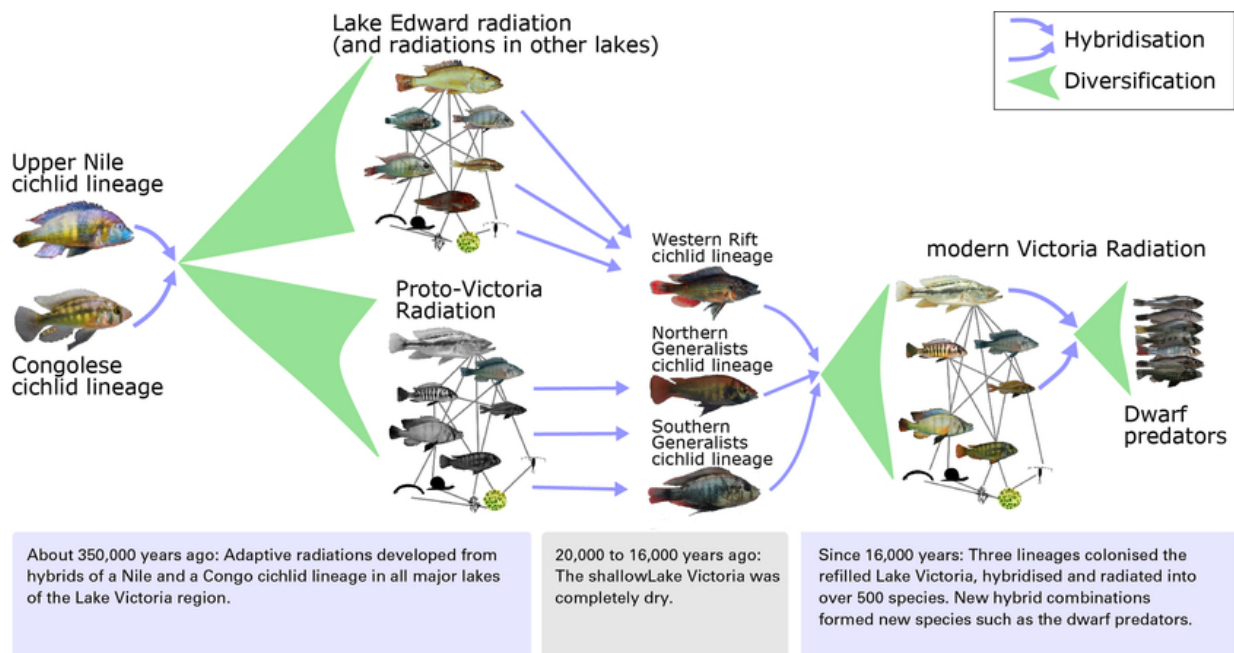 Lake Edward radiation
(and radiations in other lakes)
Hybridisation
Diversification
Upper Nile
cichlid lineage
Congolese
cichlid lineage
Proto-Victoria
Radiation
Western Rift
cichlid lineage
Northern
Generalists
cichlid lineage
Southern
Generalists
cichlid lineage
modern Victoria Radiation
Dwarf
predators
About 350,000 years ago: Adaptive radiations developed from
hybrids of a Nile and a Congo cichlid lineage in all major lakes
of the Lake Victoria region.
20,000 to 16,000 years ago:
The shallowLake Victoria was
completely dry.
Since 16,000 years: Three lineages colonised the
refilled Lake Victoria, hybridised and radiated into
over 500 species. New hybrid combinations
formed new species such as the dwarf predators.